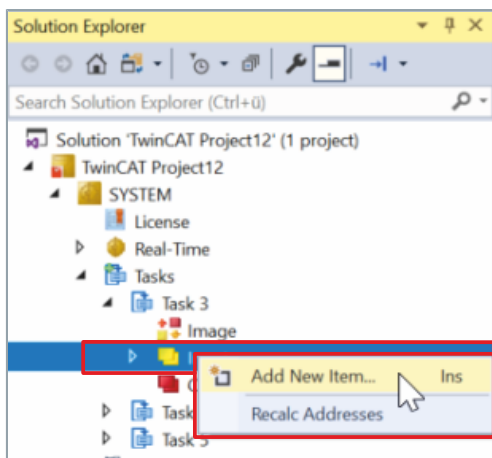 Solution Explorer
Search Solution Explorer (Ctrl+ü)
Solution 'TwinCAT Project12' (1 project)
TwinCAT Project12
SYSTEM
License
Real-Time
Tasks
Task 3
Image
Add New Item... Ins
Recalc Addresses
Task
Task